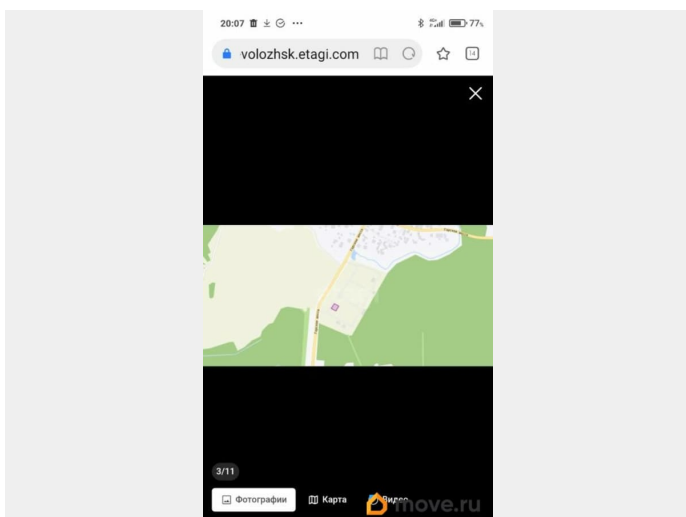 20:07
77%
volozhsk.etagi.com
14
3/11
Фотографии
Карта
Видео
move.ru